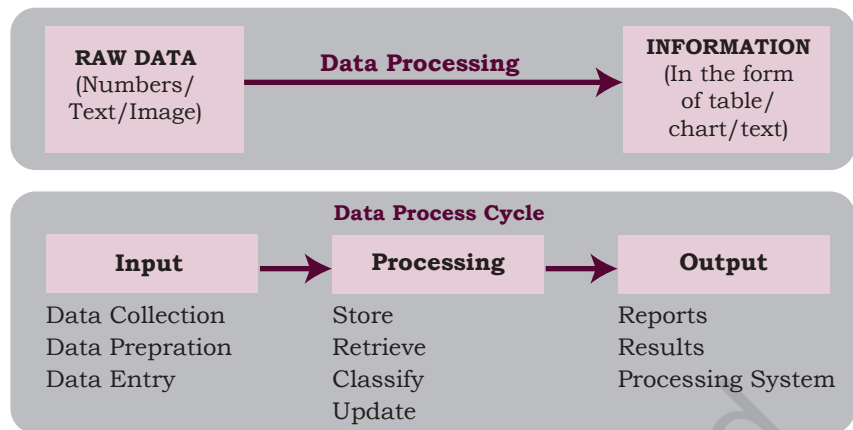 RAW DATA
(Numbers/
Text/Image)
Data Processing
INFORMATION
(In the form
of table/
chart/text)
Data Process Cycle
Input
Processing
Output
Data Collection
Data Prepration
Data Entry
Store
Retrieve
Classify
Update
Reports
Results
Processing System